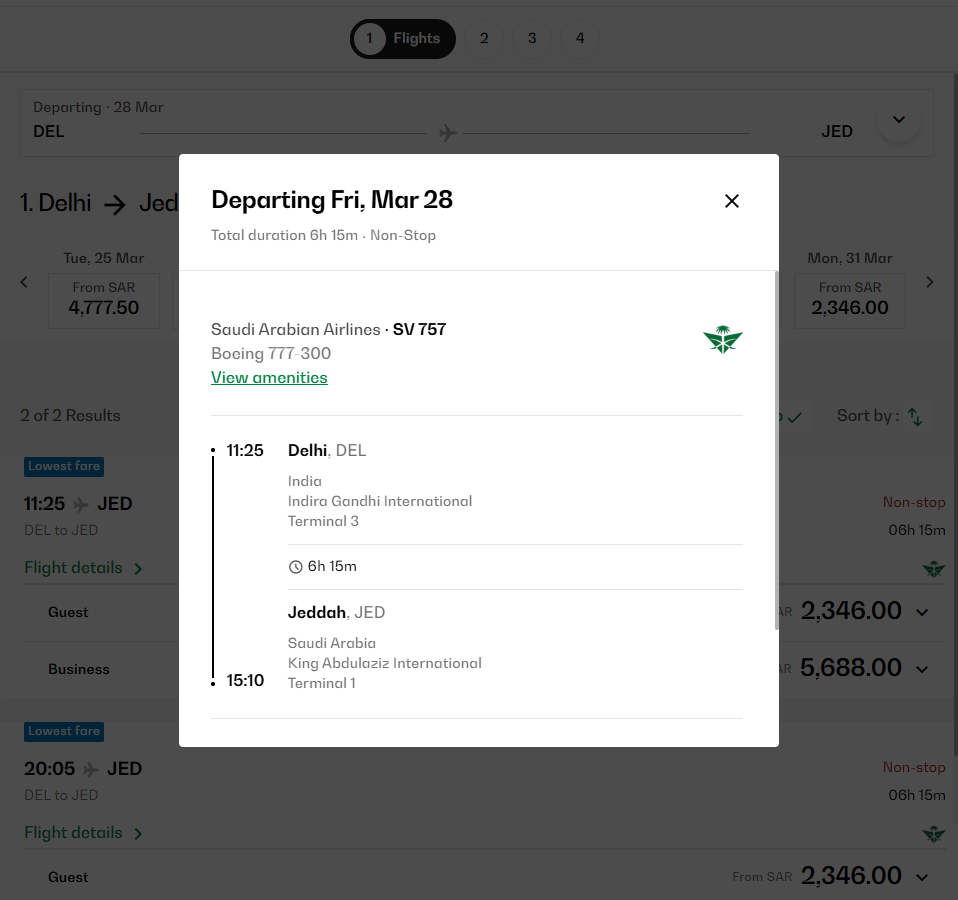 1 Flights 2 3 4
Departing · 28 Mar
DEL JED
1. Delhi → Jed
Tue, 25 Mar
From SAR
4,777.50
Mon, 31 Mar
From SAR
2,346.00
Departing Fri, Mar 28
Total duration 6h 15m · Non-Stop
Saudi Arabian Airlines · SV 757
Boeing 777-300
View amenities
11:25 Delhi, DEL
India
Indira Gandhi International
Terminal 3
6h 15m
Jeddah, JED
Saudi Arabia
King Abdulaziz International
15:10 Terminal 1
2 of 2 Results
Sort by :
Lowest fare
11:25 JED
Non-stop
DEL to JED
06h 15m
Flight details
Guest
2,346.00
Business
5,688.00
Lowest fare
20:05 JED
Non-stop
DEL to JED
06h 15m
Flight details
Guest
From SAR 2,346.00